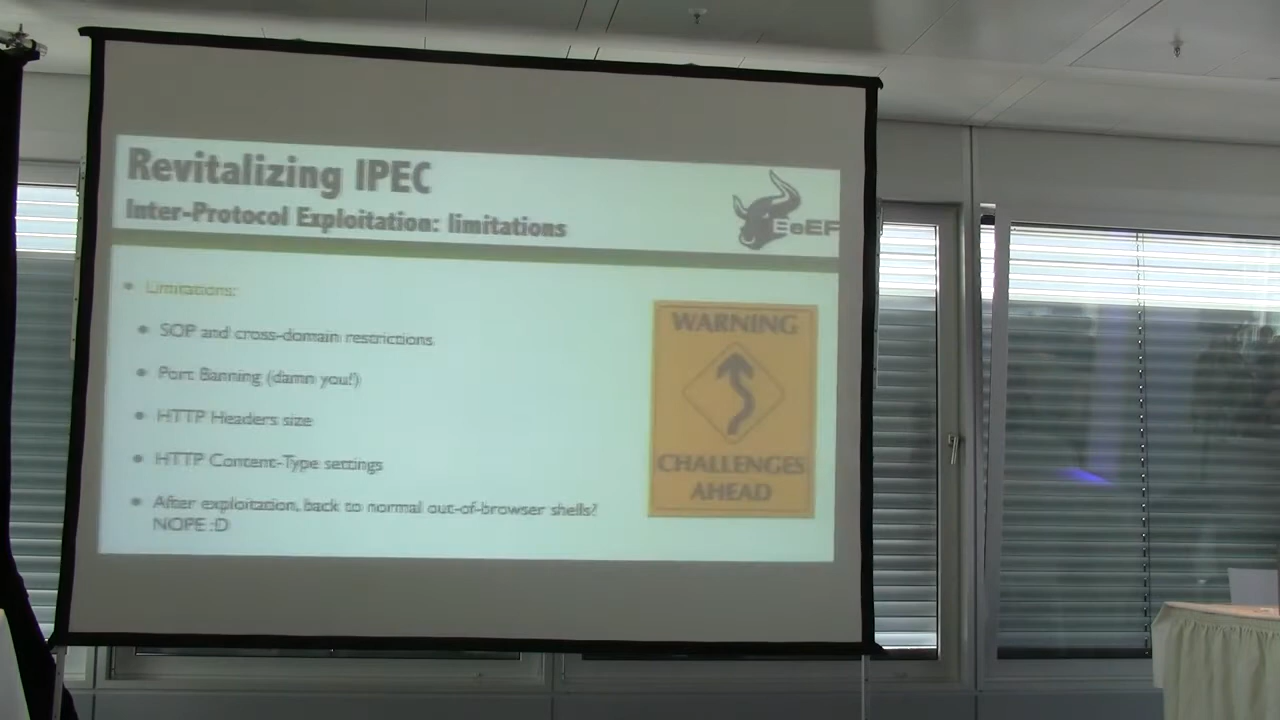 Revitalizing IPEC
Inter-Protocol Exploitation: limitations
BeEF
Limitations:
SOP and cross-domain restrictions
Port Banning (damn you!)
HTTP Headers size
HTTP Content-Type settings
After exploitation, back to normal out-of-browser shells?
NOPE :D
WARNING
CHALLENGES
AHEAD